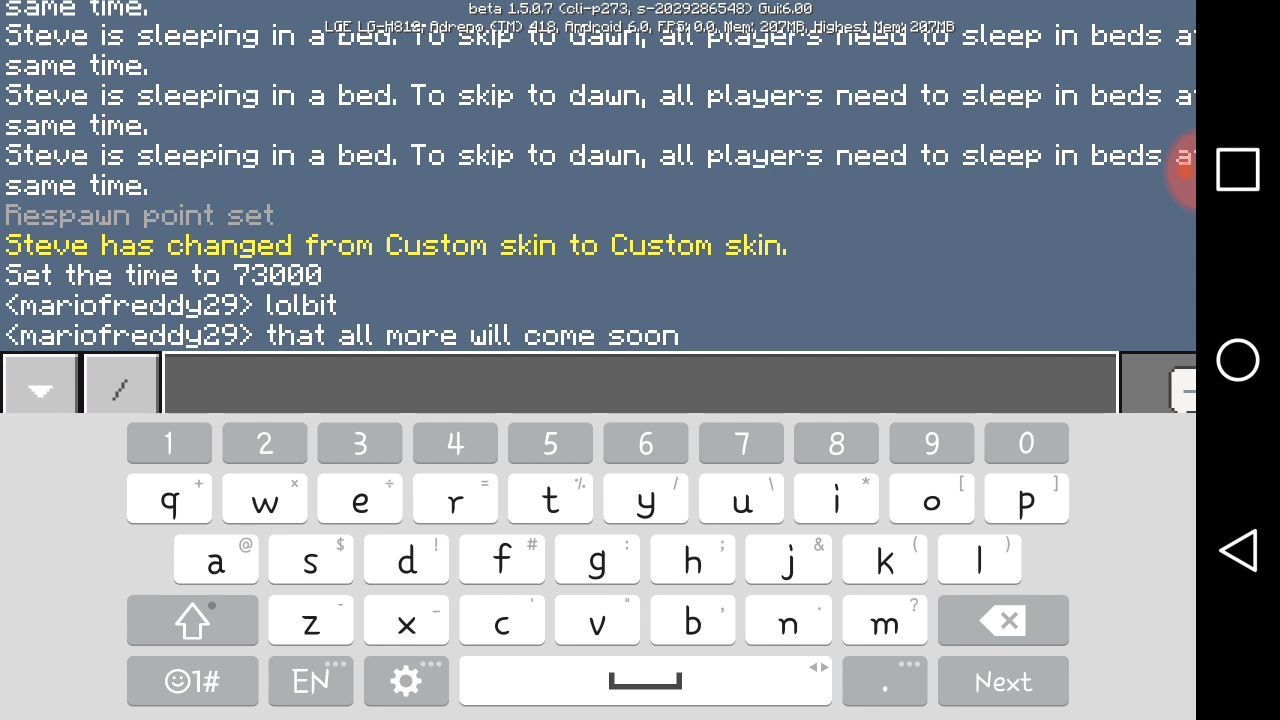 same time.
beta 1.5.0.7 (cli-p273, s-2029286548) Gui:6.00
LGE LG-H812, Adreno (TM) 418, Android 6.0, FPS: 0.0, Mem: 207MB, Highest Mem: 207MB
Steve is sleeping in a bed. To skip to dawn, all players need to sleep in beds at
same time.
Steve is sleeping in a bed. To skip to dawn, all players need to sleep in beds at
same time.
Steve is sleeping in a bed. To skip to dawn, all players need to sleep in beds at
same time.
Respawn point set
Steve has changed from Custom skin to Custom skin.
Set the time to 73000
<mariofreddy29> lolbit
<mariofreddy29> that all more will come soon
/
1 2 3 4 5 6 7 8 9 0
q + w × e ÷ r = t % y / u \ i * o [ p ]
a @ s $ d ! f # g : h ; j & k ( l )
z - x _ c ' v " b , n . m ?
☺1# EN . Next